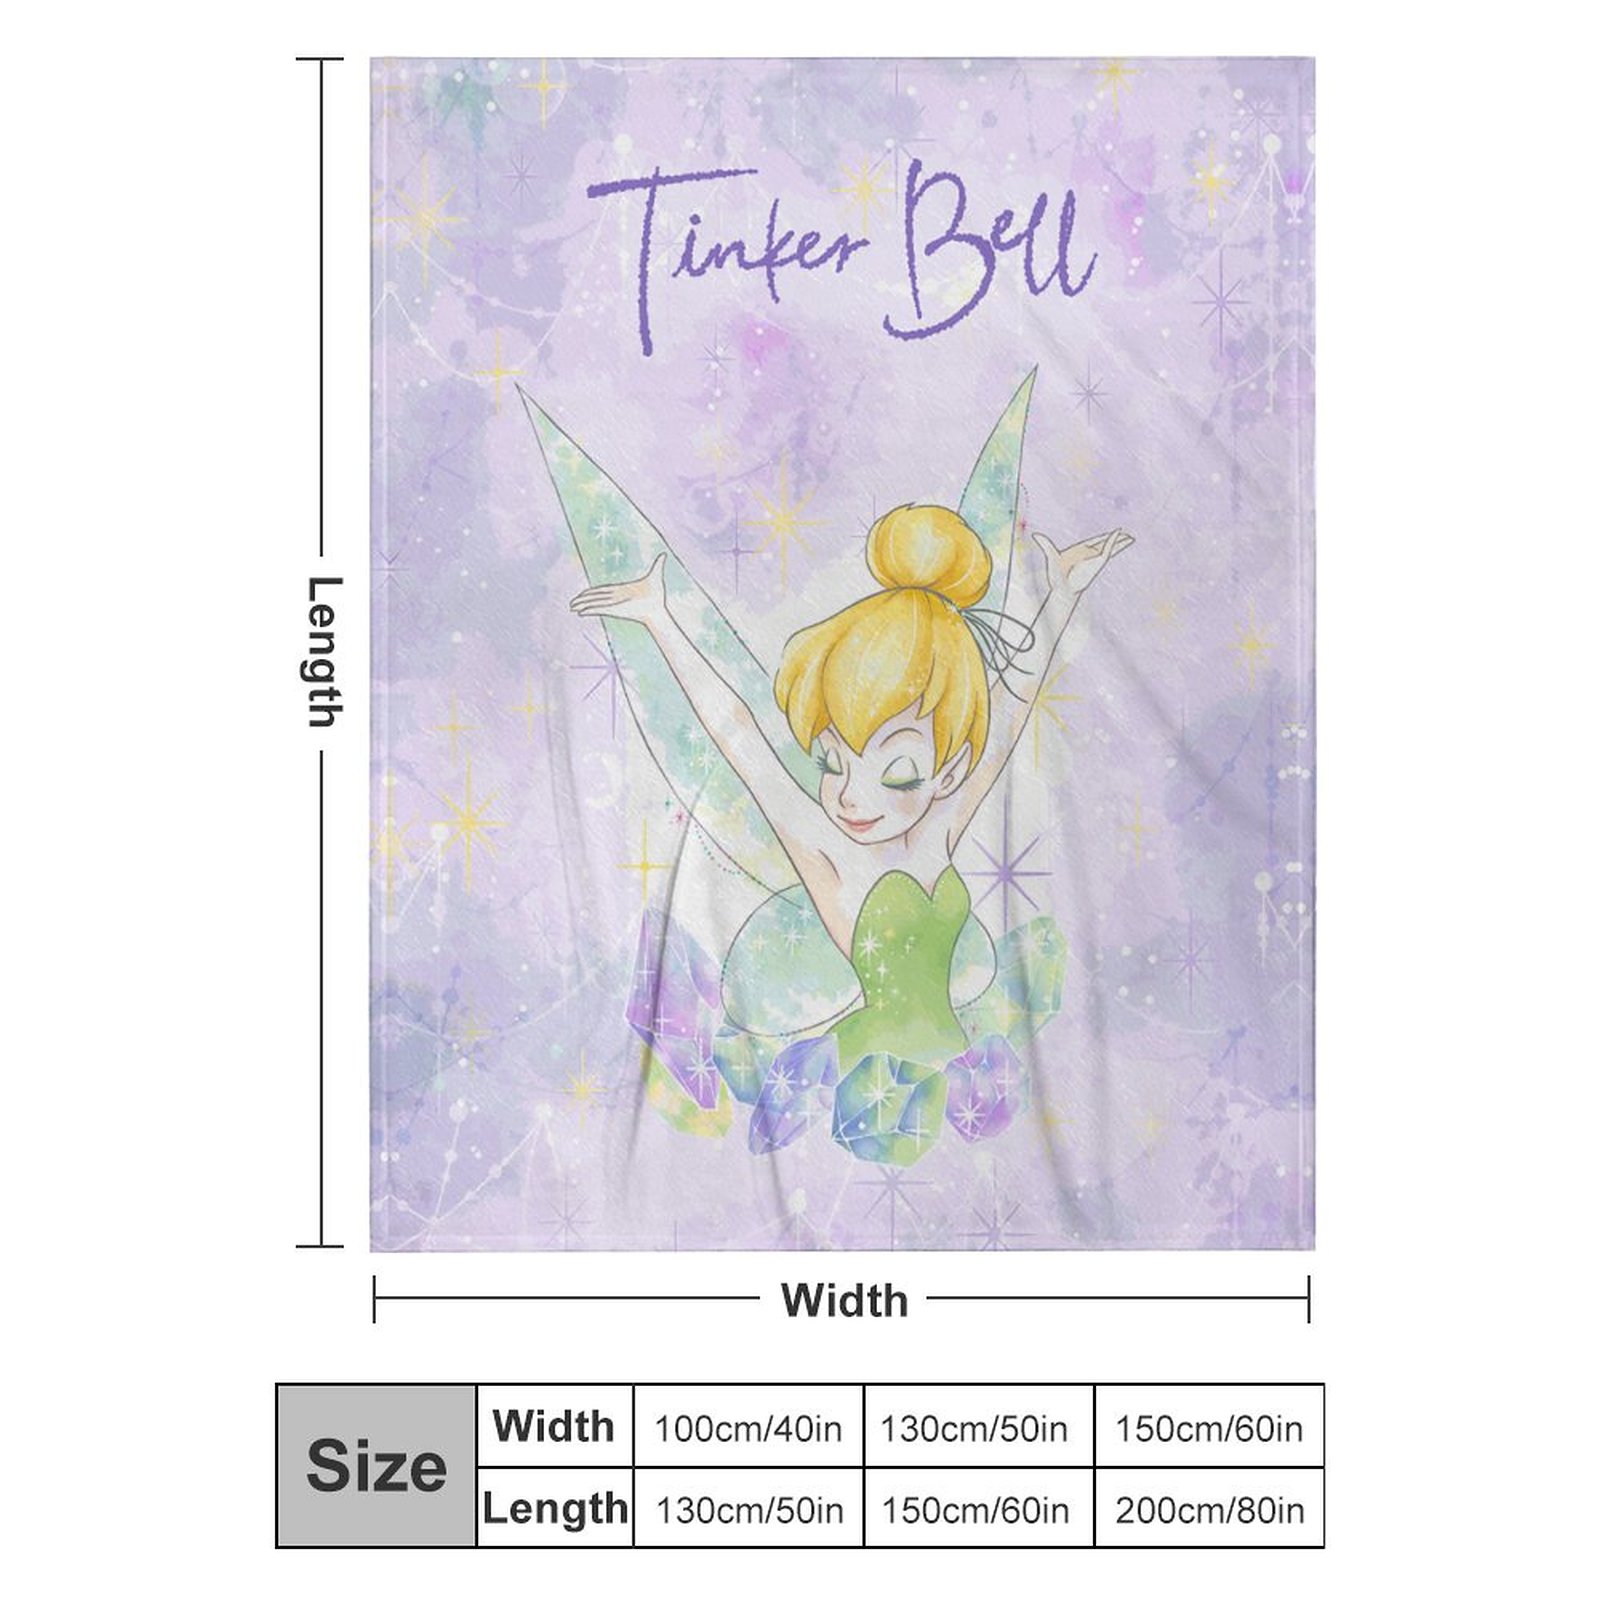 Tinker Bell
Length
Width
Size
Width 100cm/40in 130cm/50in 150cm/60in
Length 130cm/50in 150cm/60in 200cm/80in